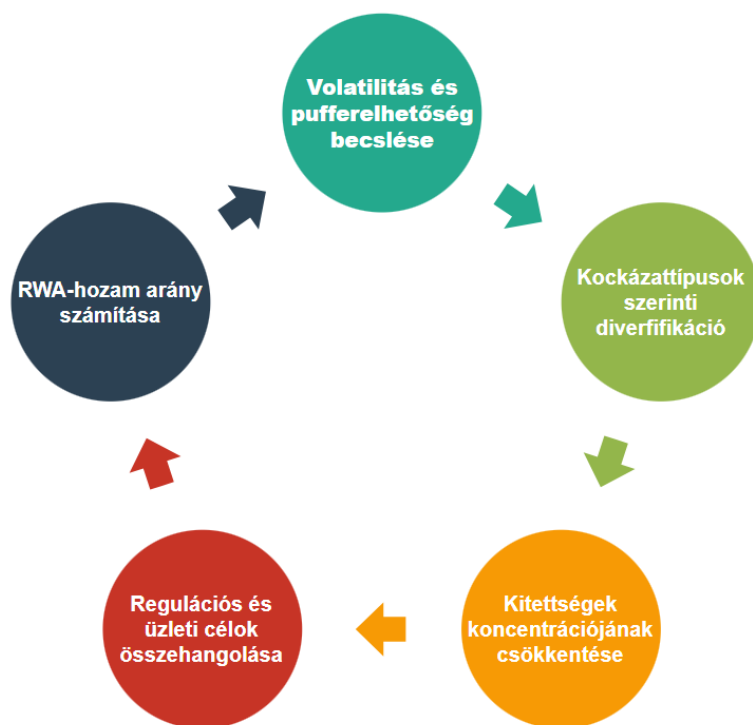 Volatilitás és
pufferelhetőség
becslése
Kockázattípusok
szerinti
diverfifikáció
Kitettségek
koncentrációjának
csökkentése
Regulációs és
üzleti célok
összehangolása
RWA-hozam arány
számítása